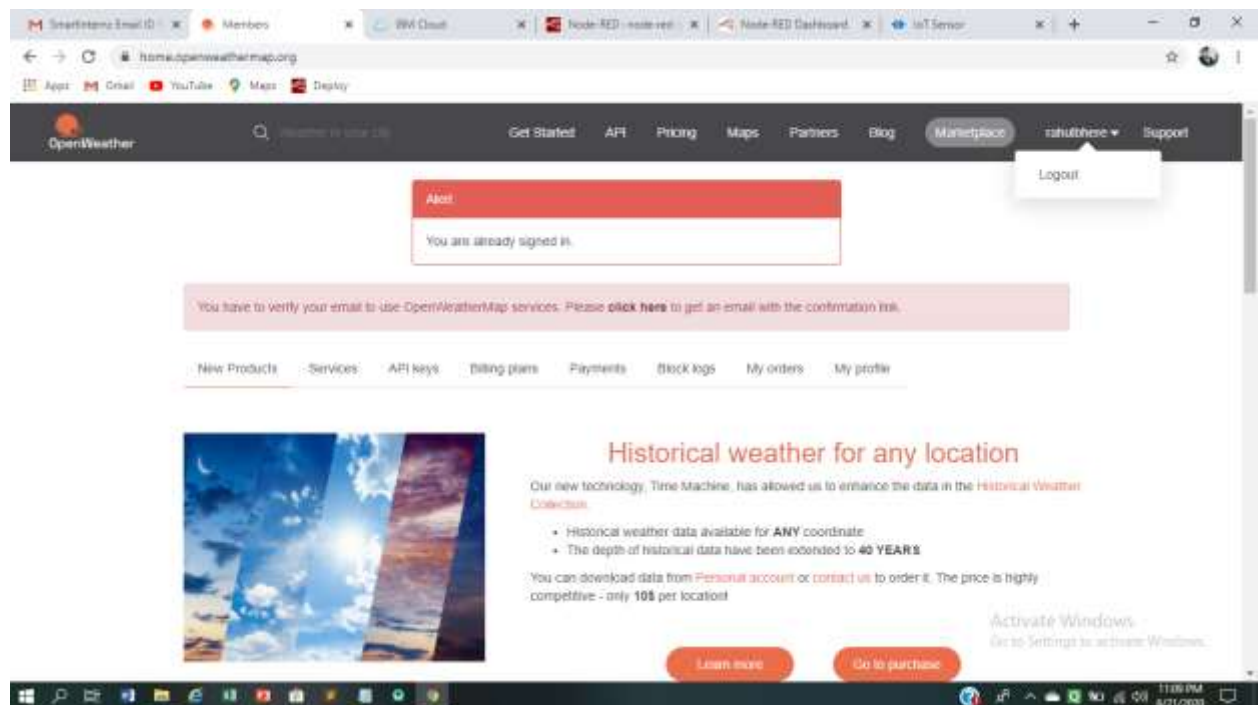 Members
IBM Cloud
Node-RED Dashboard
IoT Sensor
home.openweathermap.org
Apps Gmail YouTube Maps Deploy
OpenWeather
Get Started API Pricing Maps Partners Blog Marketplace rahulbhere Support
Logout
Alert
You are already signed in.
You have to verify your email to use OpenWeatherMap services. Please click here to get an email with the confirmation link.
New Products Services API keys Billing plans Payments Block logs My orders My profile
Historical weather for any location
Our new technology, Time Machine, has allowed us to enhance the data in the Historical Weather
Collection.
• Historical weather data available for ANY coordinate
• The depth of historical data have been extended to 40 YEARS
You can download data from Personal account or contact us to order it. The price is highly
competitive - only 10$ per location!
Activate Windows
Go to Settings to activate Windows.
Learn more Go to purchase
11:09 PM